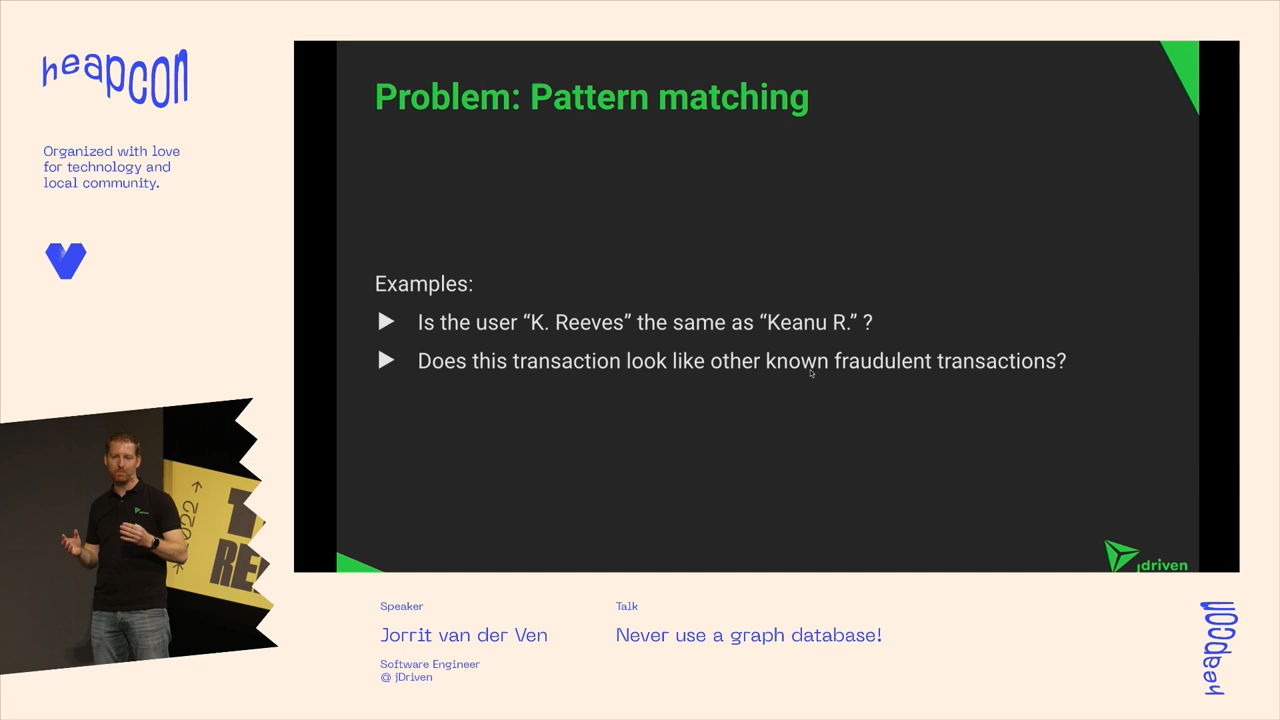 heapcon
Organized with love
for technology and
local community.
Problem: Pattern matching
Examples:
Is the user “K. Reeves” the same as “Keanu R.” ?
Does this transaction look like other known fraudulent transactions?
jdriven
2022
RE
Speaker
Jorrit van der Ven
Software Engineer
@ jDriven
Talk
Never use a graph database!
heapcon